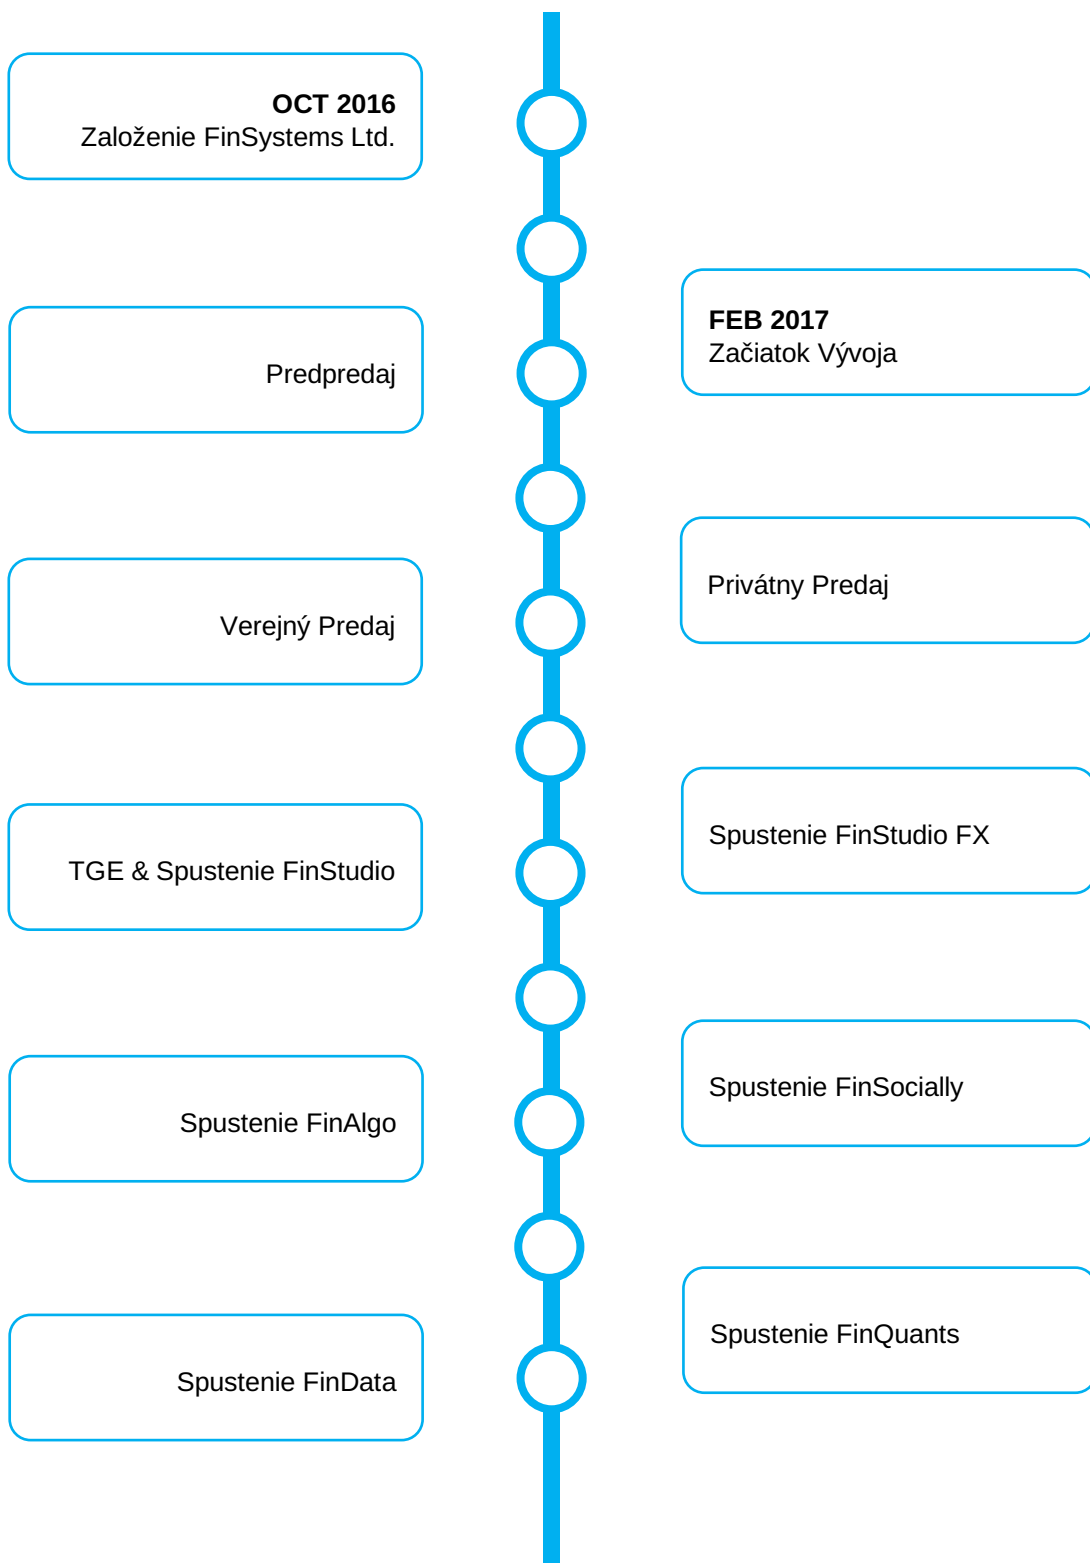 OCT 2016
Založenie FinSystems Ltd.
FEB 2017
Začiatok Vývoja
Predpredaj
Privátny Predaj
Verejný Predaj
Spustenie FinStudio FX
TGE & Spustenie FinStudio
Spustenie FinSocially
Spustenie FinAlgo
Spustenie FinQuants
Spustenie FinData